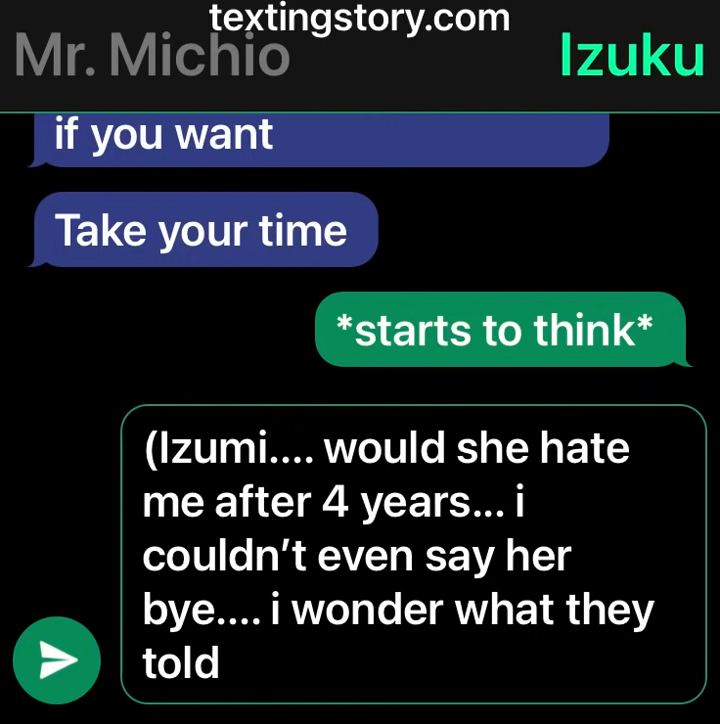 textingstory.com
Mr. Michio
Izuku
if you want
Take your time
*starts to think*
(Izumi.... would she hate
me after 4 years... i
couldn't even say her
bye.... i wonder what they
told